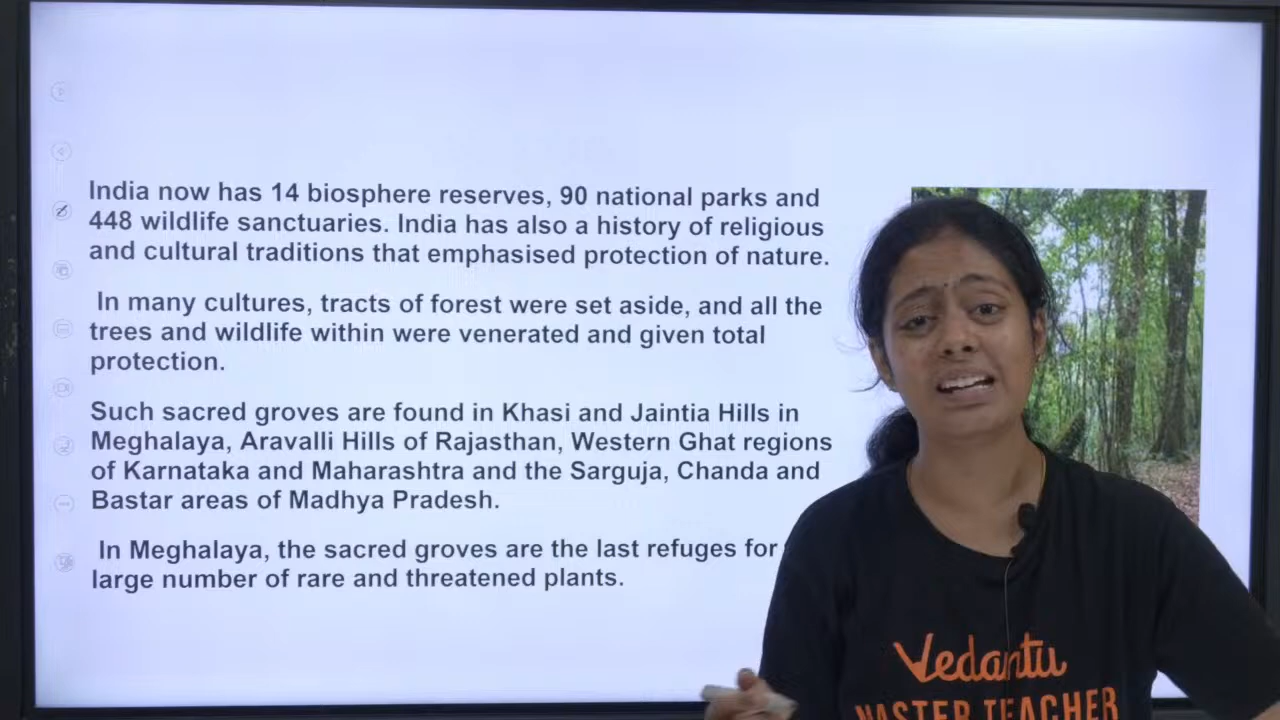 India now has 14 biosphere reserves, 90 national parks and
448 wildlife sanctuaries. India has also a history of religious
and cultural traditions that emphasised protection of nature.
In many cultures, tracts of forest were set aside, and all the
trees and wildlife within were venerated and given total
protection.
Such sacred groves are found in Khasi and Jaintia Hills in
Meghalaya, Aravalli Hills of Rajasthan, Western Ghat regions
of Karnataka and Maharashtra and the Sarguja, Chanda and
Bastar areas of Madhya Pradesh.
In Meghalaya, the sacred groves are the last refuges for
large number of rare and threatened plants.
Vedantu
MASTER TEACHER